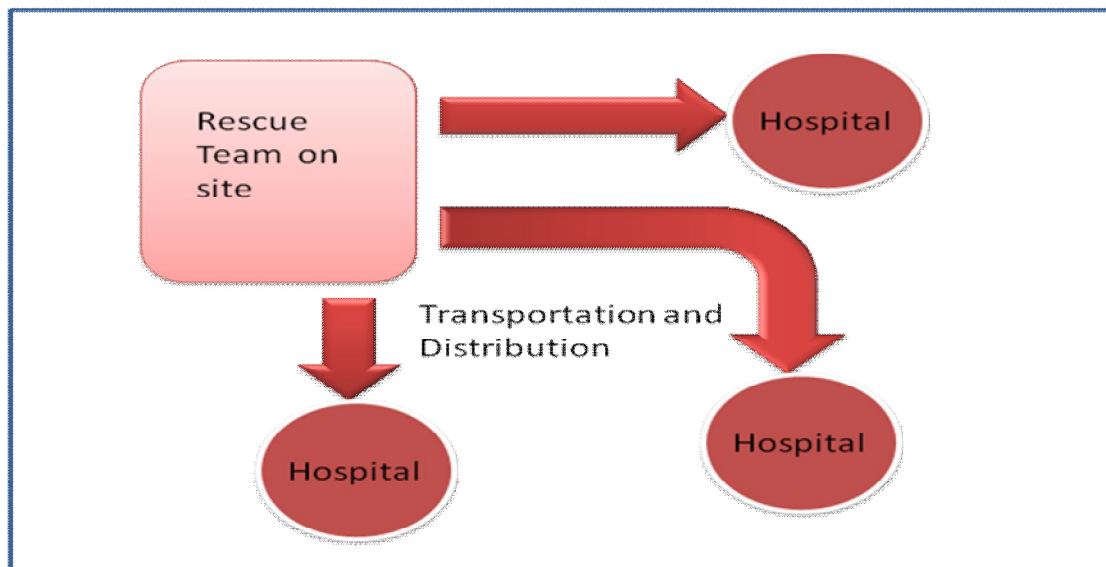 Rescue
Team on
site
Hospital
Transportation and
Distribution
Hospital
Hospital